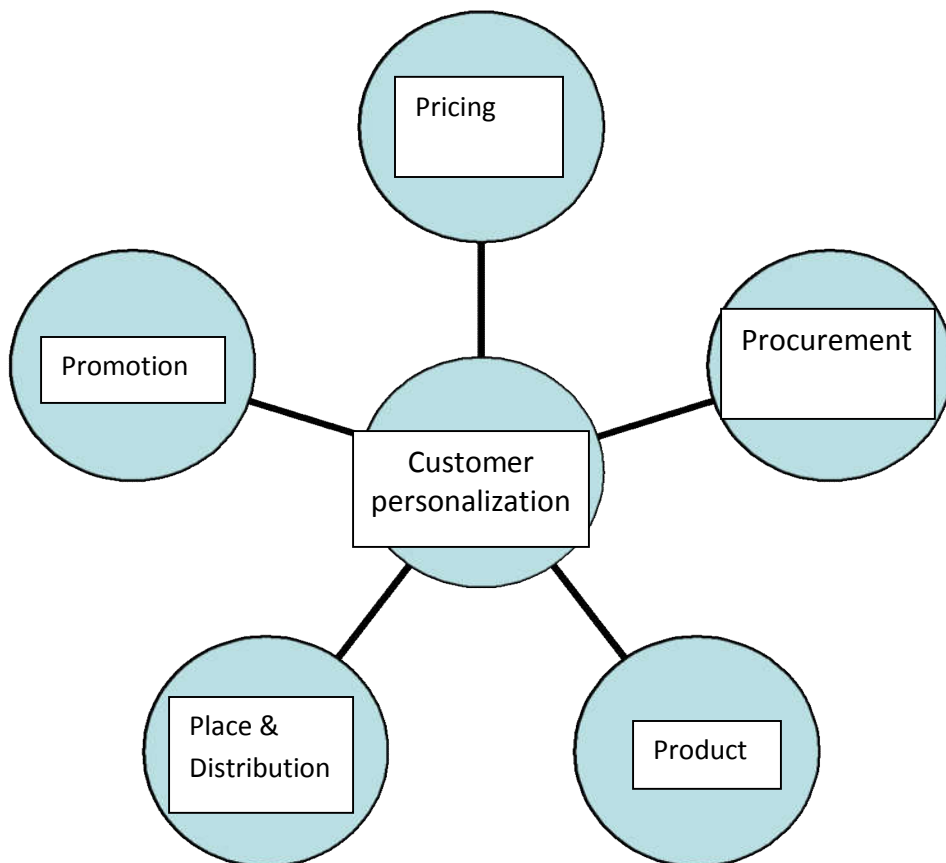 Pricing
Promotion
Procurement
Customer
personalization
Place &
Distribution
Product